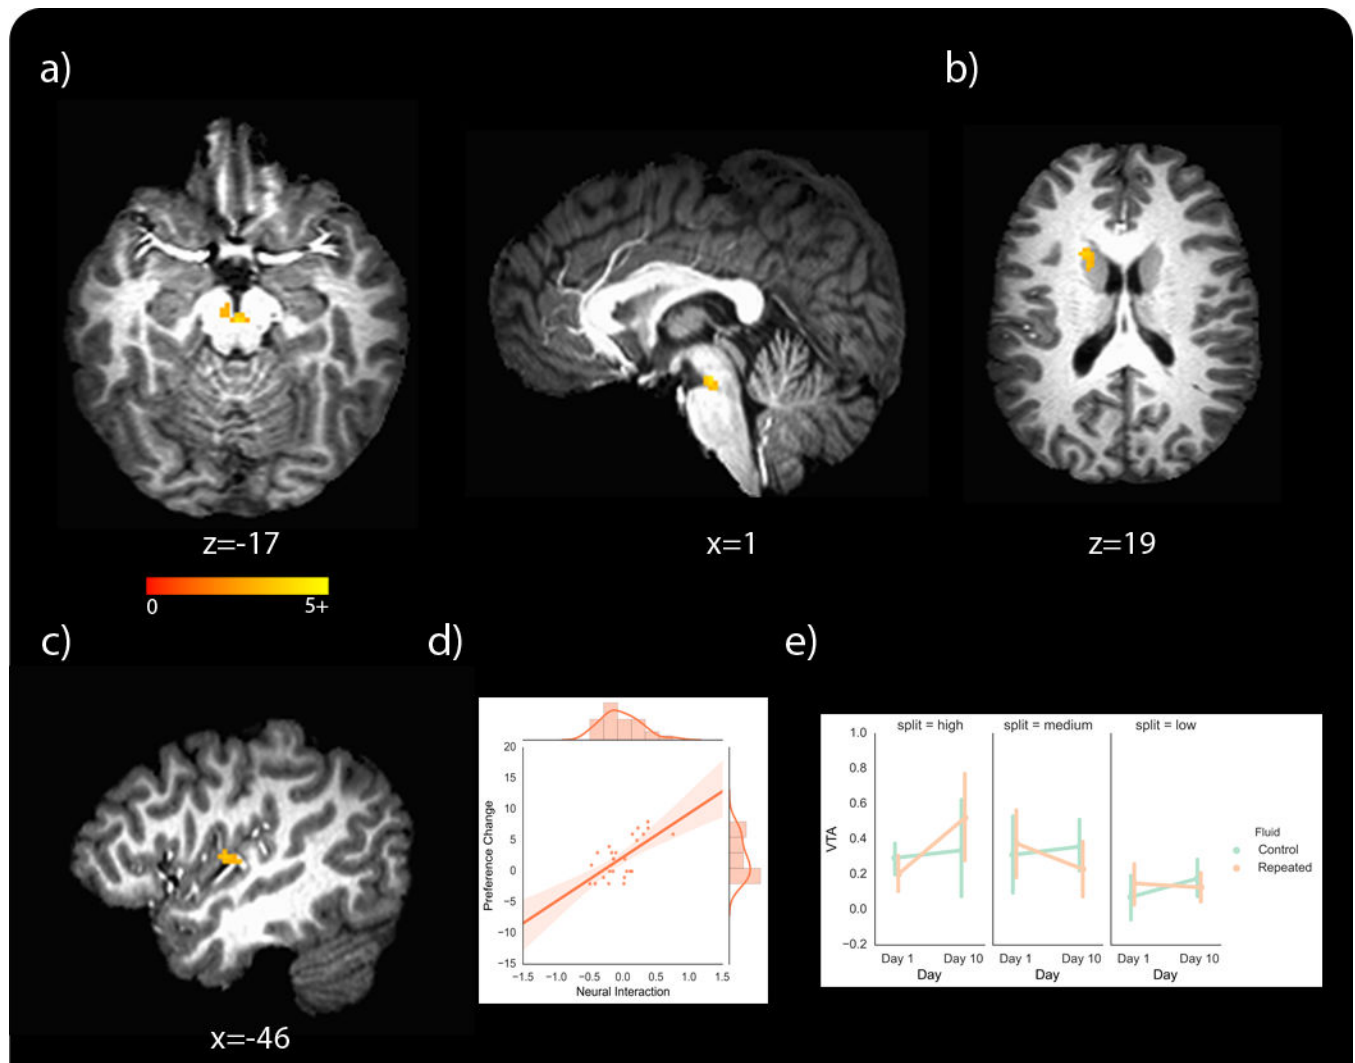 a)
b)
z=-17
x=1
z=19
0
5+
c)
d)
e)
x=-46
Preference Change
20
15
10
5
0
−5
−10
−15
−1.5 −1.0 −0.5 0.0 0.5 1.0 1.5
Neural Interaction
split = high
split = medium
split = low
VTA
1.0
0.8
0.6
0.4
0.2
0.0
−0.2
Day 1 Day 10
Day
Day 1 Day 10
Day
Day 1 Day 10
Day
Fluid
Control
Repeated